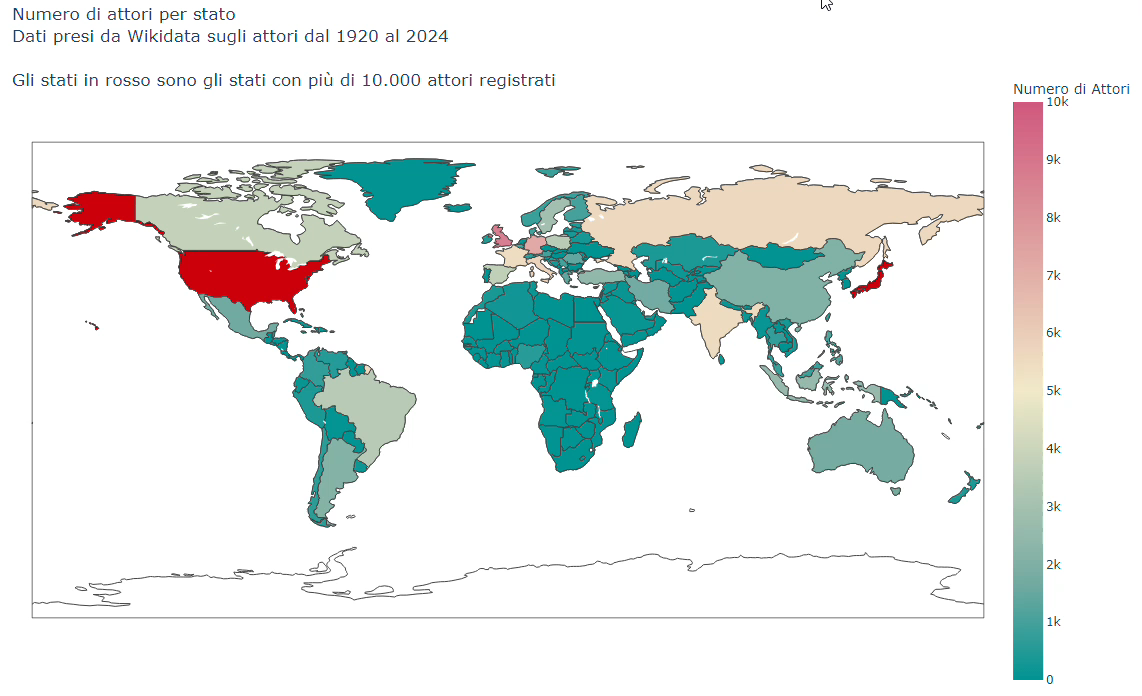 Numero di attori per stato
Dati presi da Wikidata sugli attori dal 1920 al 2024
Gli stati in rosso sono gli stati con più di 10.000 attori registrati
Numero di Attori
10k
9k
8k
7k
6k
5k
4k
3k
2k
1k
0